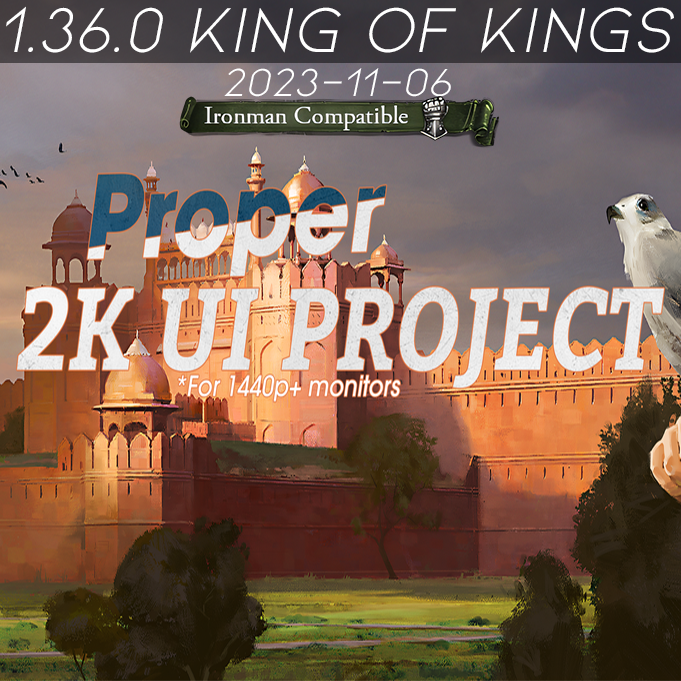 1.36.0 KING OF KINGS
2023-11-06
Ironman Compatible
Proper
2K UI PROJECT
*For 1440p+ monitors